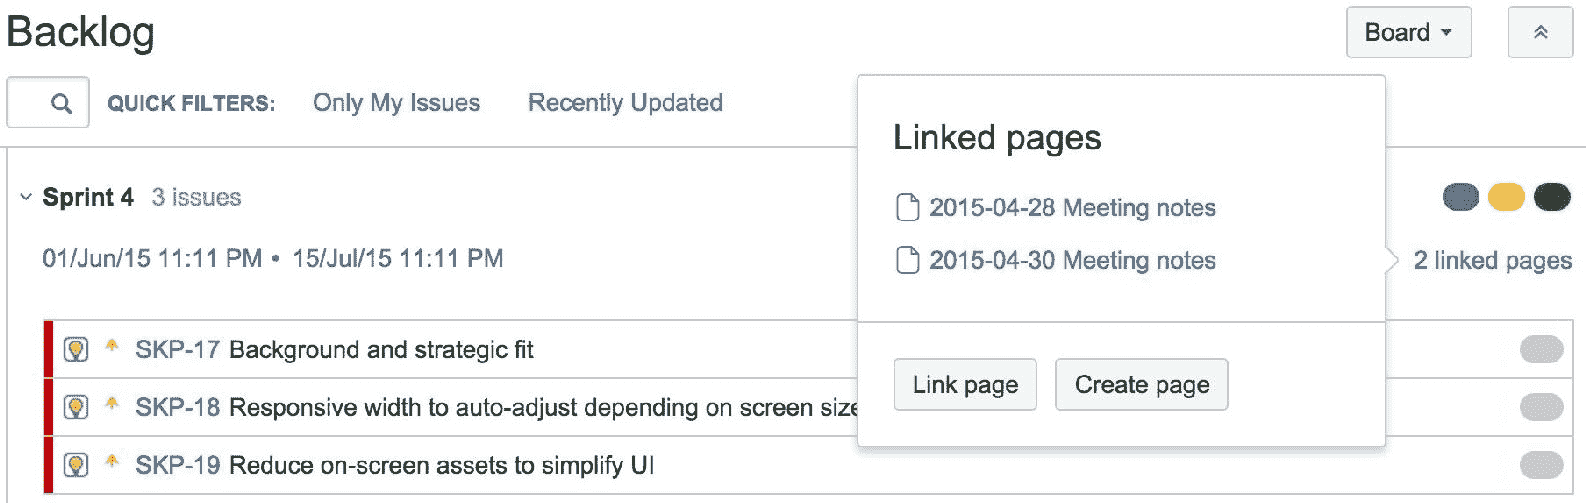 Backlog
Board
QUICK FILTERS: Only My Issues Recently Updated
Linked pages
2015-04-28 Meeting notes
2015-04-30 Meeting notes
Link page Create page
Sprint 4 3 issues
01/Jun/15 11:11 PM • 15/Jul/15 11:11 PM
2 linked pages
SKP-17 Background and strategic fit
SKP-18 Responsive width to auto-adjust depending on screen size
SKP-19 Reduce on-screen assets to simplify UI